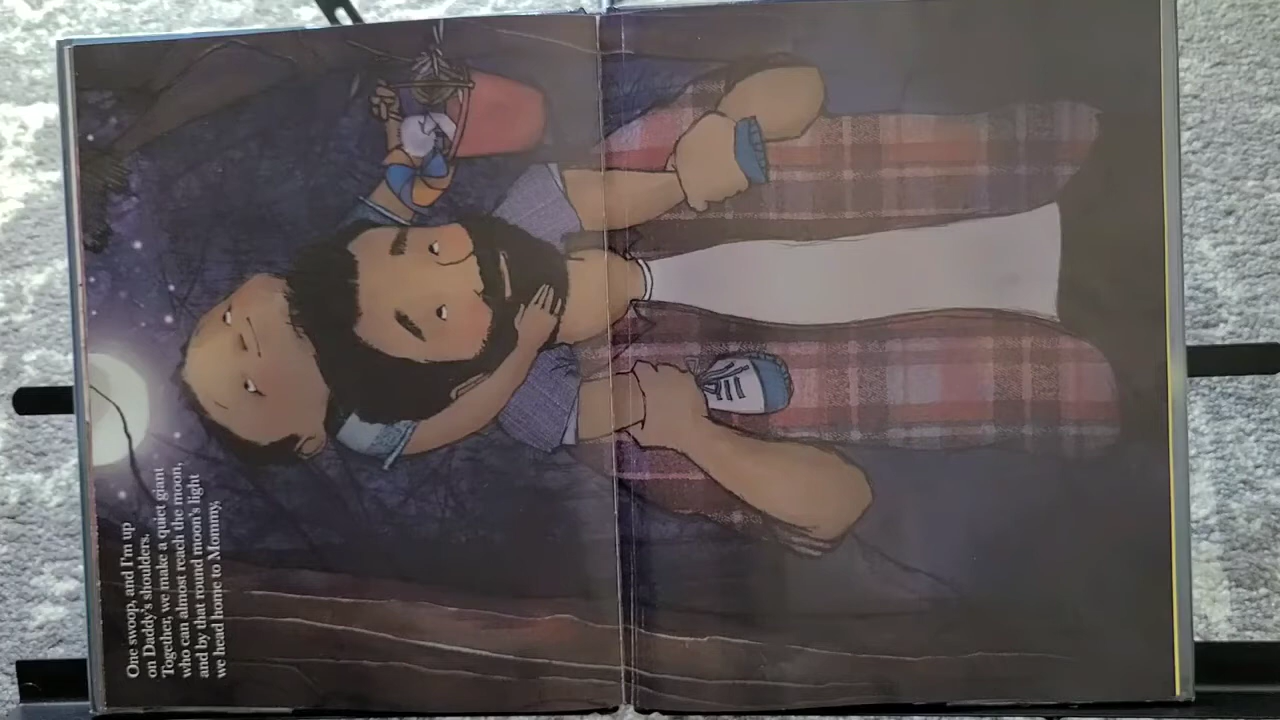 One swoop, and I'm up
on Daddy's shoulders.
Together, we make a quiet giant
who can almost reach the moon,
and by that round moon's light
we head home to Mommy,